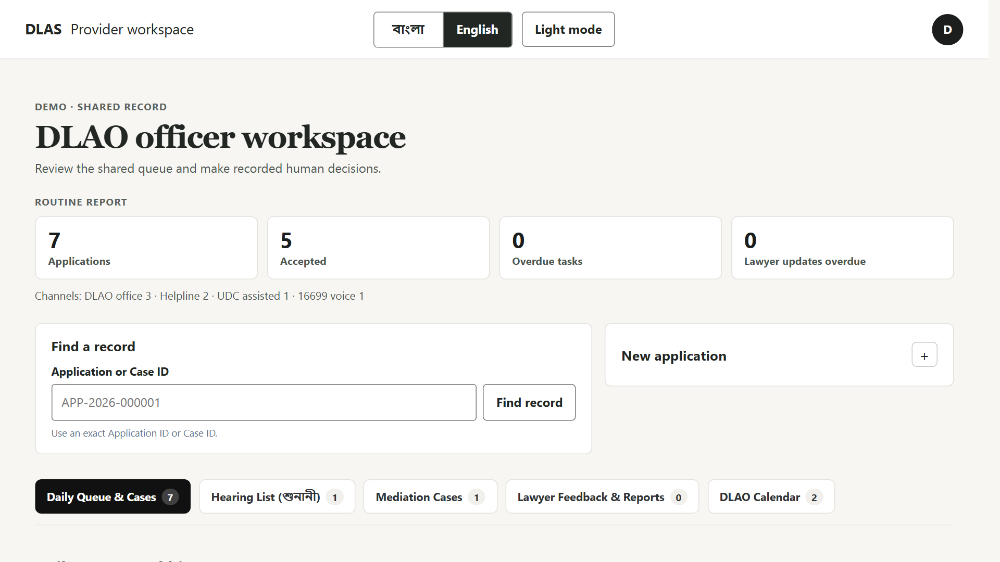 DLAS Provider workspace
বাংলা English Light mode
D
DEMO · SHARED RECORD
DLAO officer workspace
Review the shared queue and make recorded human decisions.
ROUTINE REPORT
7
Applications
5
Accepted
0
Overdue tasks
0
Lawyer updates overdue
Channels: DLAO office 3 · Helpline 2 · UDC assisted 1 · 16699 voice 1
Find a record
Application or Case ID
APP-2026-000001
Find record
Use an exact Application ID or Case ID.
New application
+
Daily Queue & Cases 7
Hearing List (শুনানী) 1
Mediation Cases 1
Lawyer Feedback & Reports 0
DLAO Calendar 2